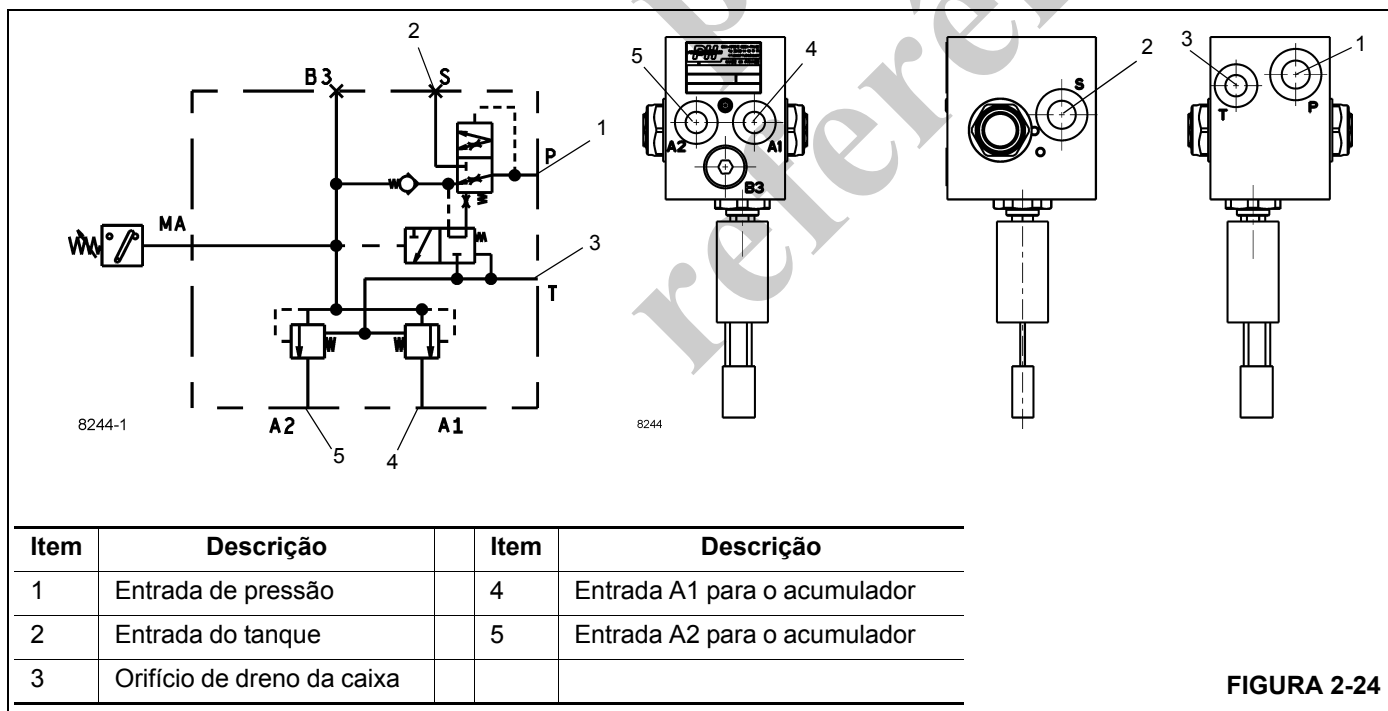 2
B3
S
1
P
MA
3
T
8244-1
A2
A1
5
4
5
4
A2
A1
B3
8244
2
S
3
1
T
P
Item Descrição Item Descrição
1 Entrada de pressão 4 Entrada A1 para o acumulador
2 Entrada do tanque 5 Entrada A2 para o acumulador
3 Orifício de dreno da caixa
FIGURA 2-24